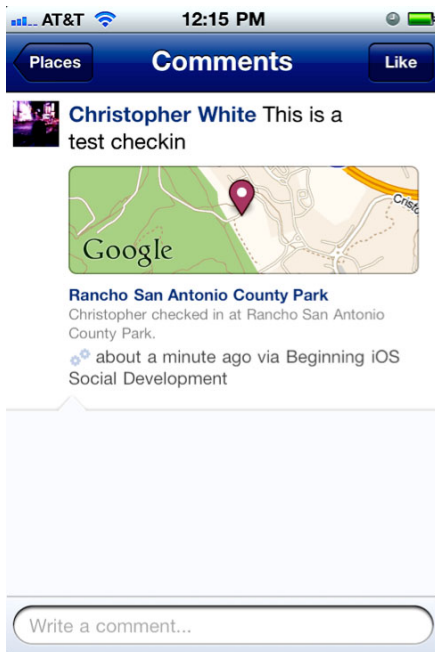 AT&T 12:15 PM
Places Comments Like
Christopher White This is a
test checkin
Cristo
Google
Rancho San Antonio County Park
Christopher checked in at Rancho San Antonio
County Park.
about a minute ago via Beginning iOS
Social Development
Write a comment...